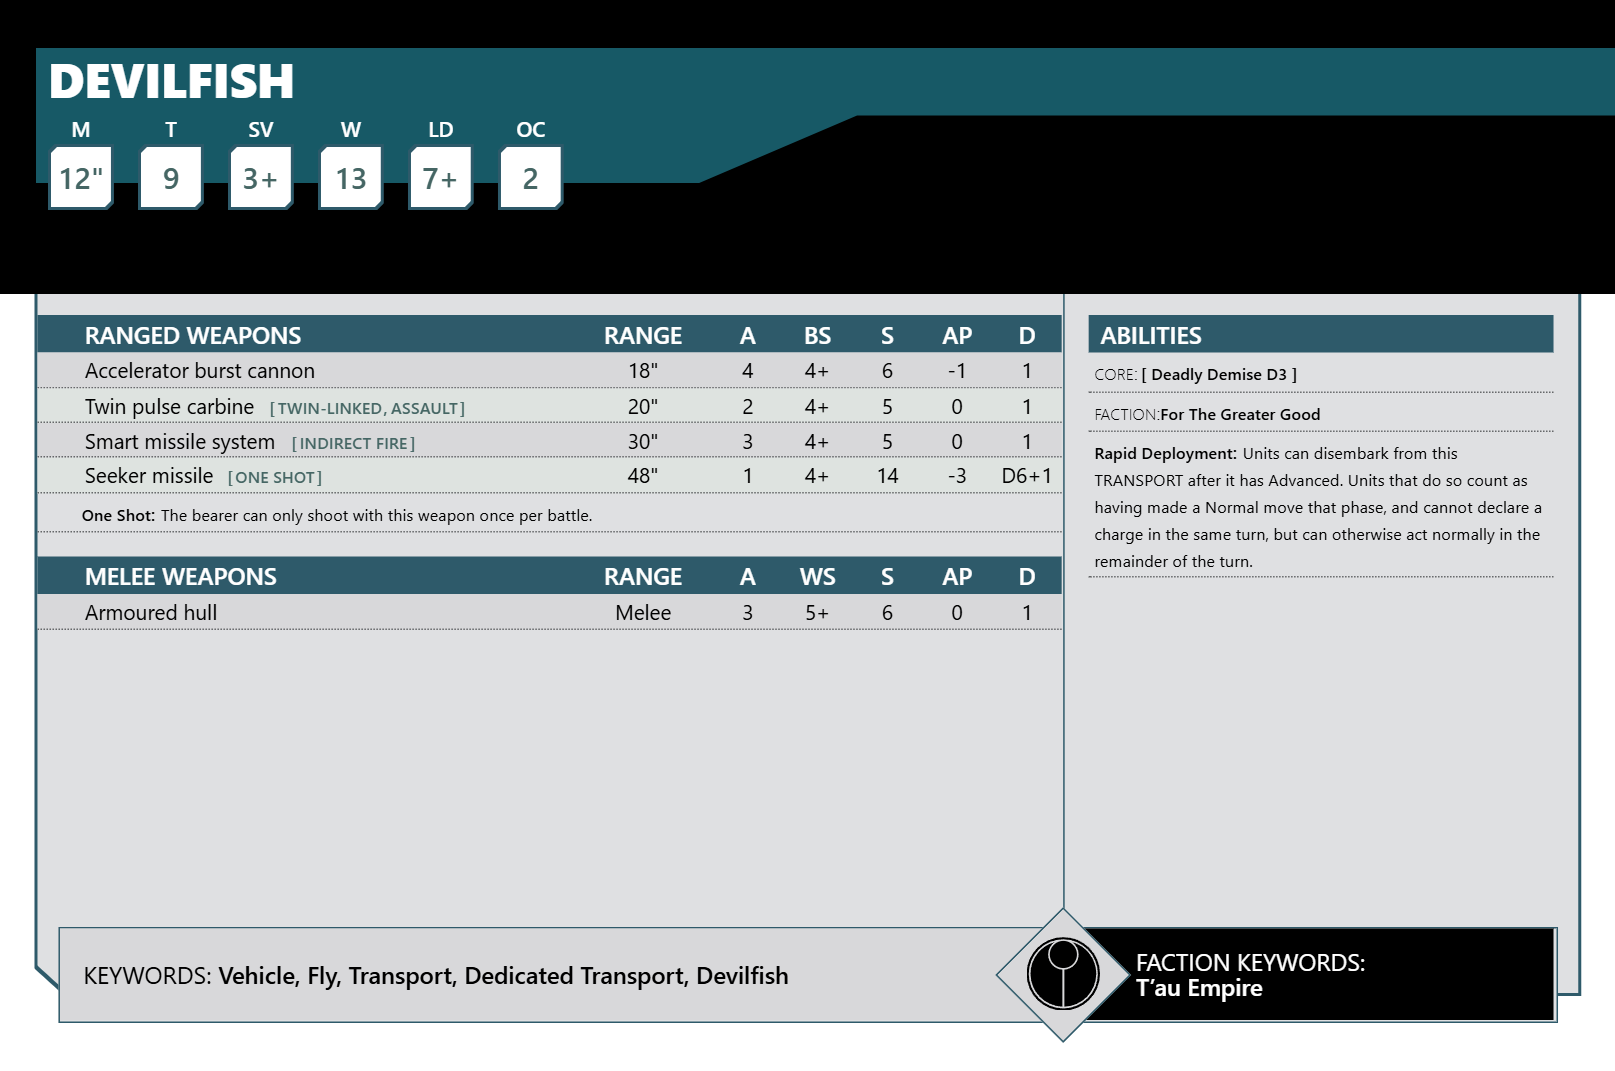 DEVILFISH
M T SV W LD OC
12" 9 3+ 13 7+ 2
RANGED WEAPONS RANGE A BS S AP D
Accelerator burst cannon 18" 4 4+ 6 -1 1
Twin pulse carbine [TWIN-LINKED, ASSAULT] 20" 2 4+ 5 0 1
Smart missile system [INDIRECT FIRE] 30" 3 4+ 5 0 1
Seeker missile [ONE SHOT] 48" 1 4+ 14 -3 D6+1
One Shot: The bearer can only shoot with this weapon once per battle.
MELEE WEAPONS RANGE A WS S AP D
Armoured hull Melee 3 5+ 6 0 1
ABILITIES
CORE: [ Deadly Demise D3 ]
FACTION:For The Greater Good
Rapid Deployment: Units can disembark from this
TRANSPORT after it has Advanced. Units that do so count as
having made a Normal move that phase, and cannot declare a
charge in the same turn, but can otherwise act normally in the
remainder of the turn.
KEYWORDS: Vehicle, Fly, Transport, Dedicated Transport, Devilfish
FACTION KEYWORDS:
T’au Empire